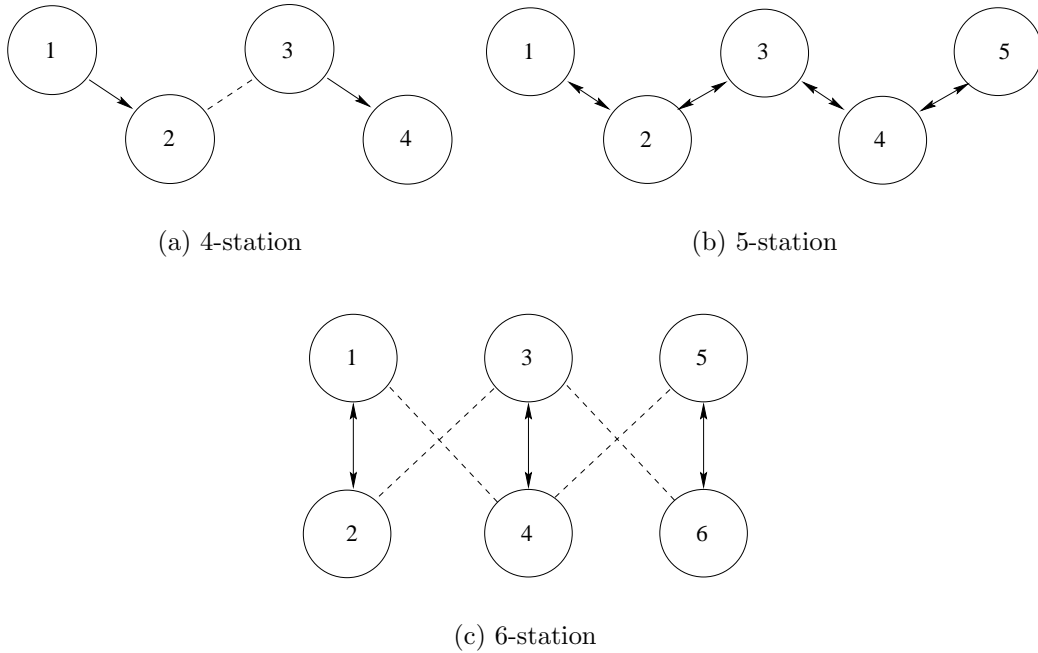 1 3
2 4
(a) 4-station
1 3 5
2 4
(b) 5-station
1 3 5
2 4 6
(c) 6-station